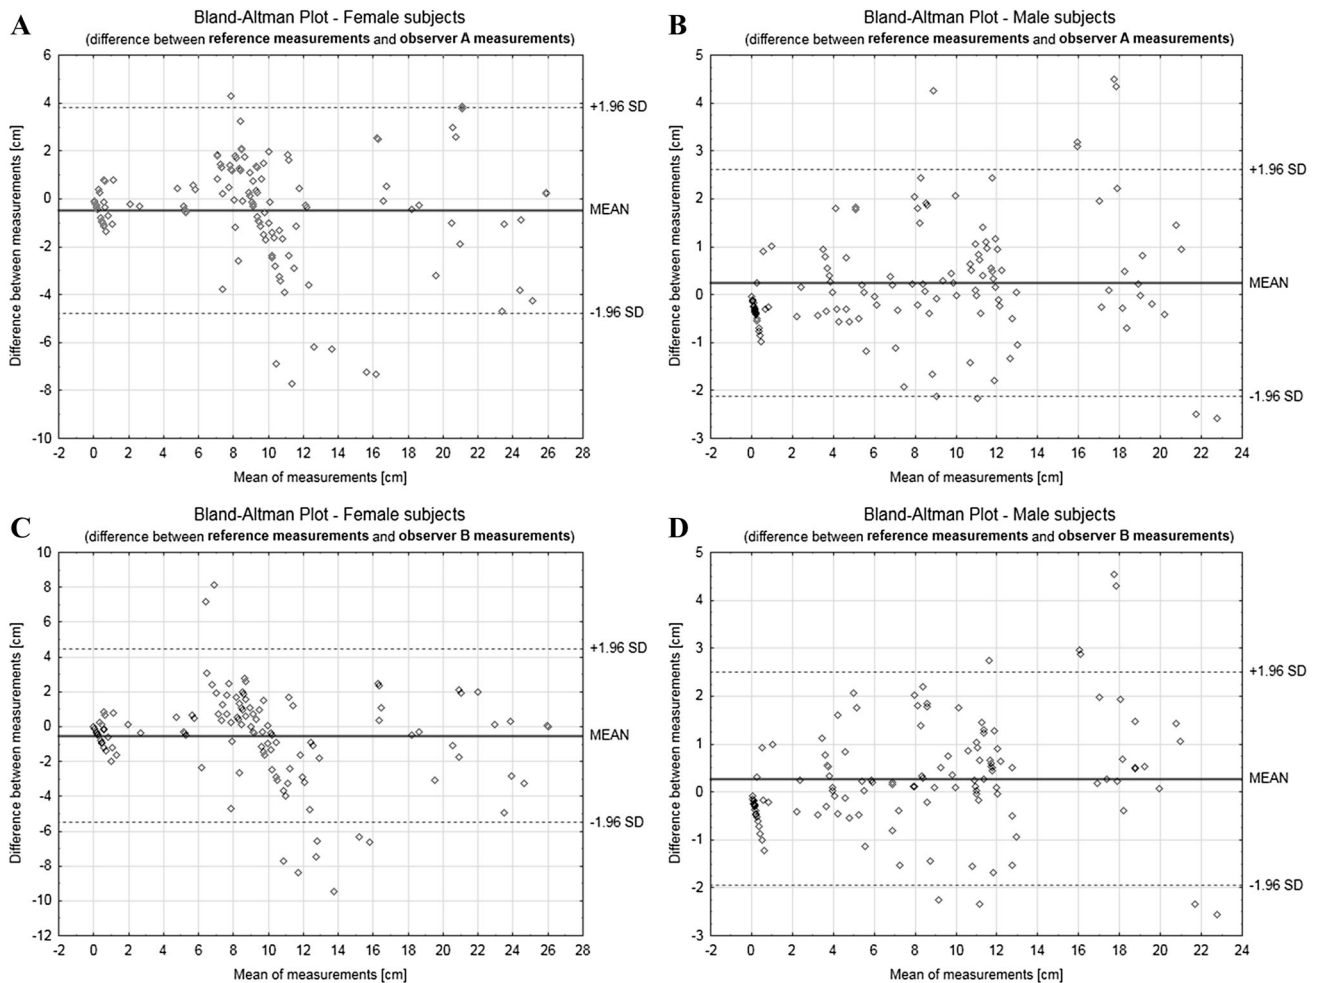 A
Bland-Altman Plot - Female subjects
(difference between reference measurements and observer A measurements)
Difference between measurements [cm]
6
4
2
0
-2
-4
-6
-8
-10
+1.96 SD
MEAN
-1.96 SD
-2 0 2 4 6 8 10 12 14 16 18 20 22 24 26 28
Mean of measurements [cm]
B
Bland-Altman Plot - Male subjects
(difference between reference measurements and observer A measurements)
Difference between measurements [cm]
5
4
3
2
1
0
-1
-2
-3
+1.96 SD
MEAN
-1.96 SD
-2 0 2 4 6 8 10 12 14 16 18 20 22 24
Mean of measurements [cm]
C
Bland-Altman Plot - Female subjects
(difference between reference measurements and observer B measurements)
Difference between measurements [cm]
10
8
6
4
2
0
-2
-4
-6
-8
-10
-12
+1.96 SD
MEAN
-1.96 SD
-2 0 2 4 6 8 10 12 14 16 18 20 22 24 26 28
Mean of measurements [cm]
D
Bland-Altman Plot - Male subjects
(difference between reference measurements and observer B measurements)
Difference between measurements [cm]
5
4
3
2
1
0
-1
-2
-3
+1.96 SD
MEAN
-1.96 SD
-2 0 2 4 6 8 10 12 14 16 18 20 22 24
Mean of measurements [cm]